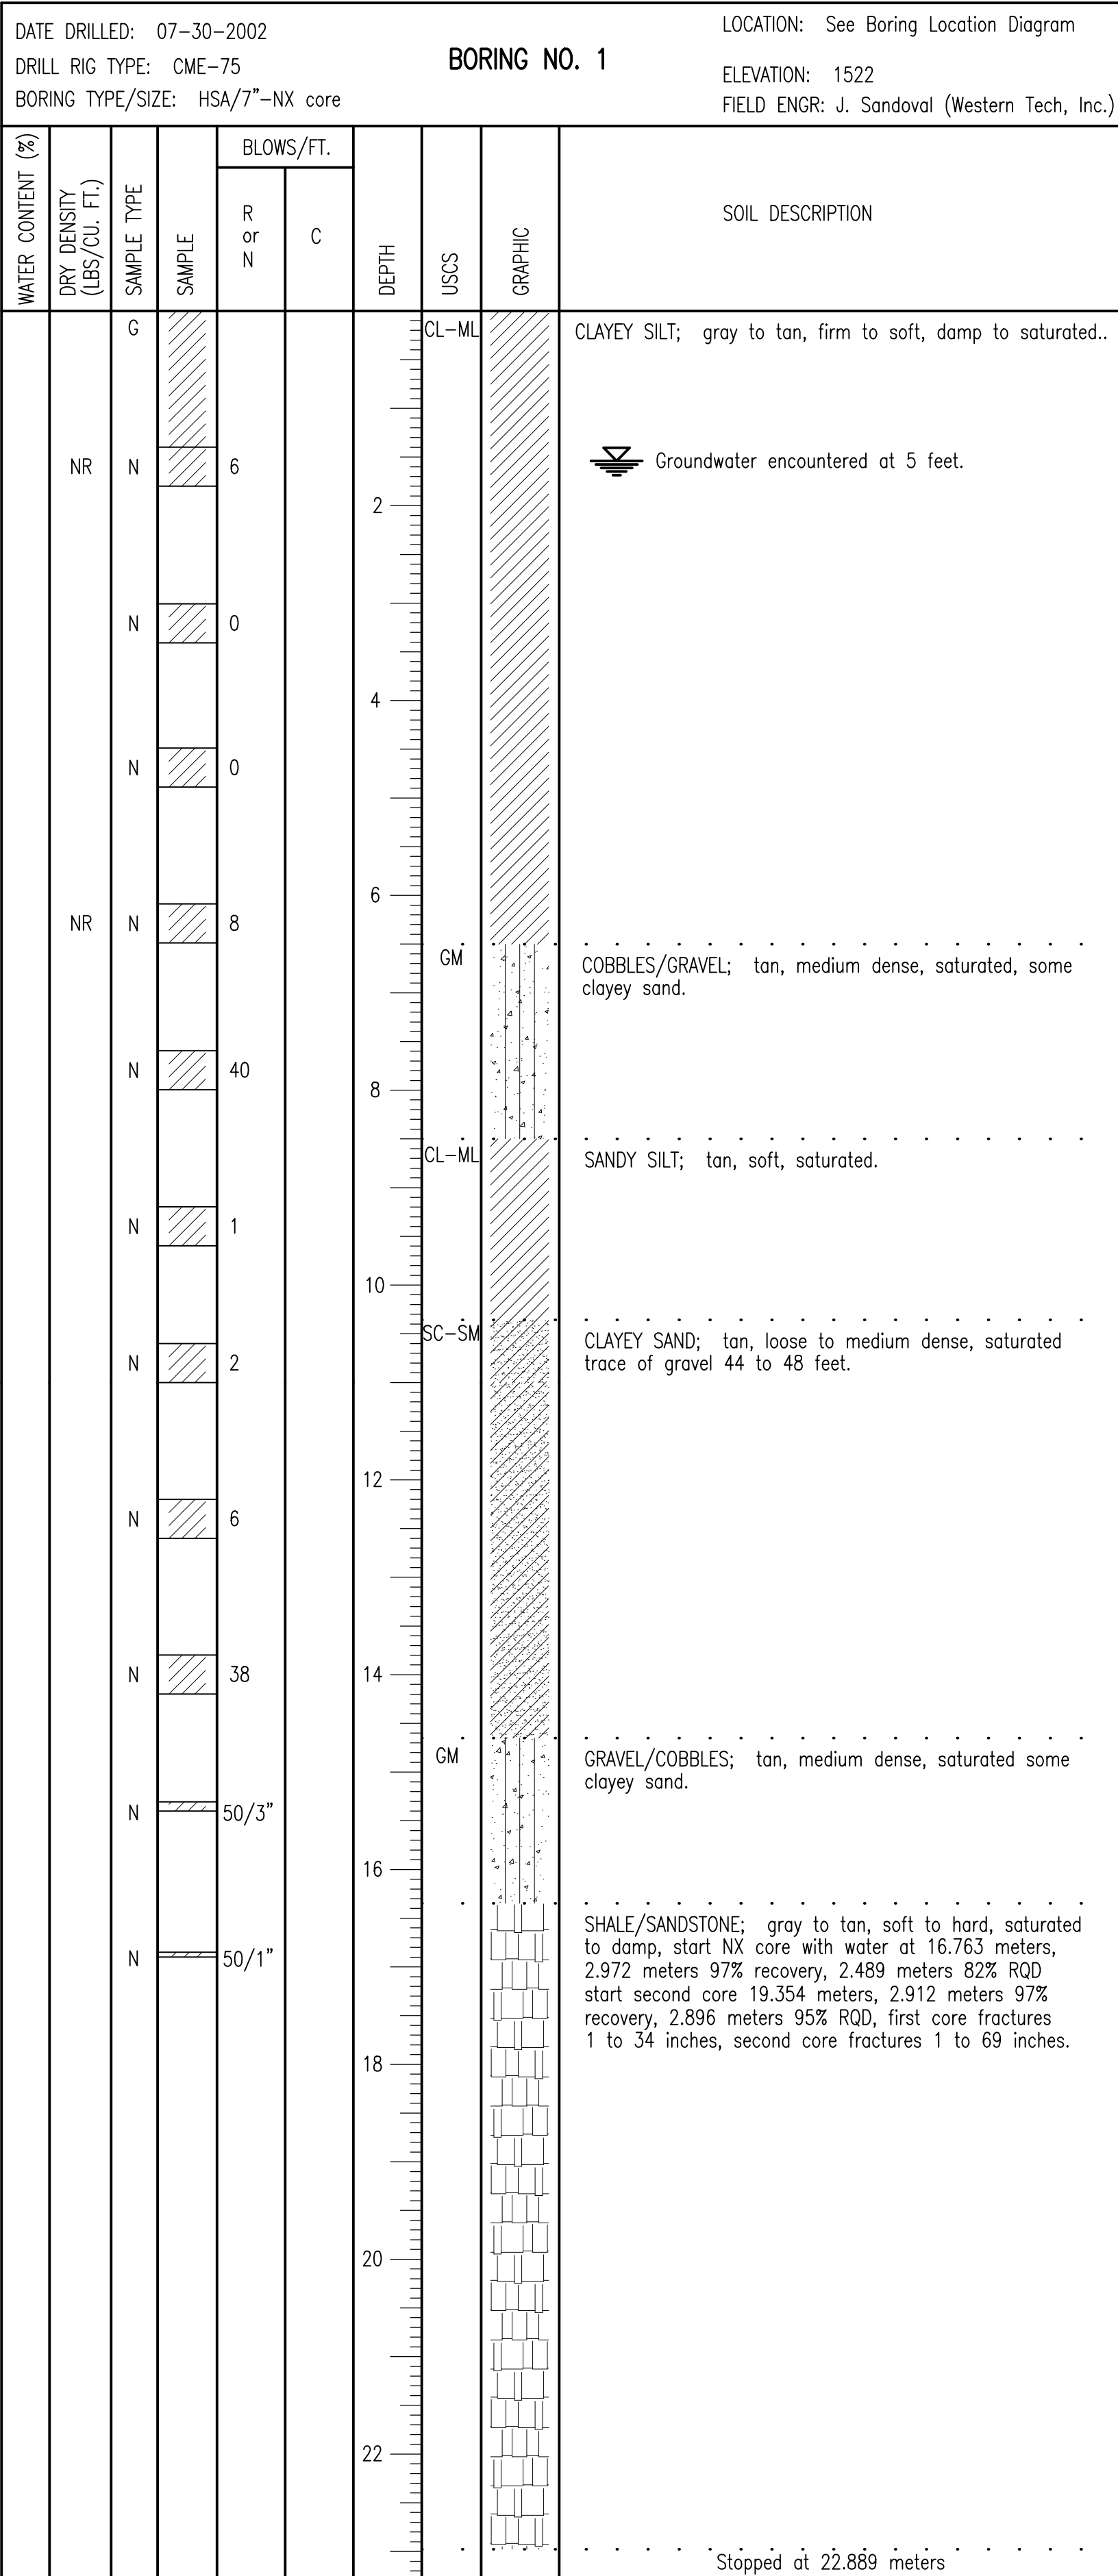 DATE DRILLED: 07-30-2002
DRILL RIG TYPE: CME-75
BORING TYPE/SIZE: HSA/7"-NX core
BORING NO. 1
LOCATION: See Boring Location Diagram
ELEVATION: 1522
FIELD ENGR: J. Sandoval (Western Tech, Inc.)
WATER CONTENT (%)
DRY DENSITY
(LBS/CU. FT.)
SAMPLE TYPE
SAMPLE
BLOWS/FT.
R
or
N
C
DEPTH
USCS
GRAPHIC
SOIL DESCRIPTION
G
CL-ML
CLAYEY SILT; gray to tan, firm to soft, damp to saturated..
NR N 6
Groundwater encountered at 5 feet.
2
N 0
4
N 0
6
NR N 8
GM
COBBLES/GRAVEL; tan, medium dense, saturated, some
clayey sand.
N 40
8
CL-ML
SANDY SILT; tan, soft, saturated.
N 1
10
SC-SM
CLAYEY SAND; tan, loose to medium dense, saturated
trace of gravel 44 to 48 feet.
N 2
12
N 6
14
N 38
GM
GRAVEL/COBBLES; tan, medium dense, saturated some
clayey sand.
N 50/3"
16
SHALE/SANDSTONE; gray to tan, soft to hard, saturated
to damp, start NX core with water at 16.763 meters,
2.972 meters 97% recovery, 2.489 meters 82% RQD
start second core 19.354 meters, 2.912 meters 97%
recovery, 2.896 meters 95% RQD, first core fractures
1 to 34 inches, second core fractures 1 to 69 inches.
N 50/1"
18
20
22
Stopped at 22.889 meters